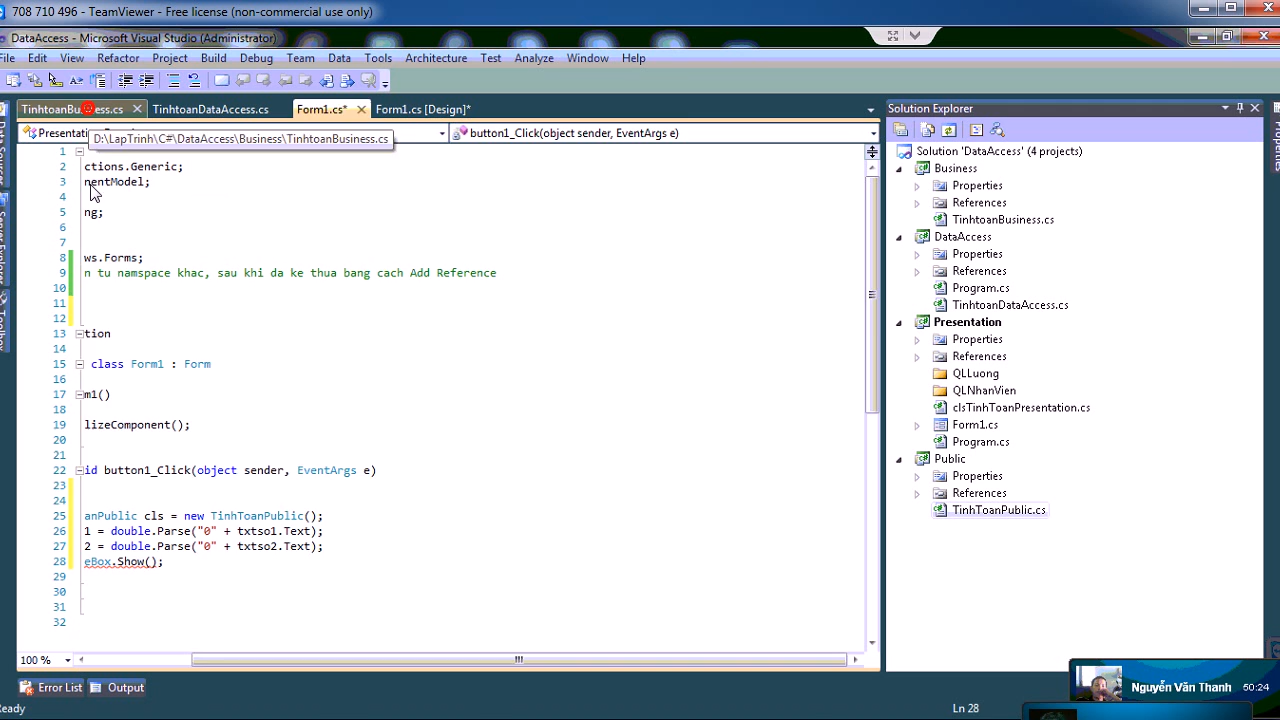 708 710 496 - TeamViewer - Free license (non-commercial use only)
DataAccess - Microsoft Visual Studio (Administrator)
File Edit View Refactor Project Build Debug Team Data Tools Architecture Test Analyze Window Help
TinhtoanBusiness.cs TinhtoanDataAccess.cs Form1.cs* Form1.cs [Design]*
button1_Click(object sender, EventArgs e)
D:\LapTrinh\C#\DataAccess\Business\TinhtoanBusiness.cs
1
2 ctions.Generic;
3 nentModel;
4
5 ng;
6
7
8 ws.Forms;
9 n tu namspace khac, sau khi da ke thua bang cach Add Reference
10
11
12
13 tion
14
15 class Form1 : Form
16
17 m1()
18
19 lizeComponent();
20
21
22 id button1_Click(object sender, EventArgs e)
23
24
25 anPublic cls = new TinhToanPublic();
26 1 = double.Parse("0" + txtso1.Text);
27 2 = double.Parse("0" + txtso2.Text);
28 eBox.Show();
29
30
31
32
100 %
Error List Output
Ready
Ln 28
Data Sources
Server Explorer
Toolbox
Solution Explorer
Solution 'DataAccess' (4 projects)
Business
Properties
References
TinhtoanBusiness.cs
DataAccess
Properties
References
Program.cs
TinhtoanDataAccess.cs
Presentation
Properties
References
QLLuong
QLNhanVien
clsTinhToanPresentation.cs
Form1.cs
Program.cs
Public
Properties
References
TinhToanPublic.cs
Properties
Nguyễn Văn Thanh 50:24